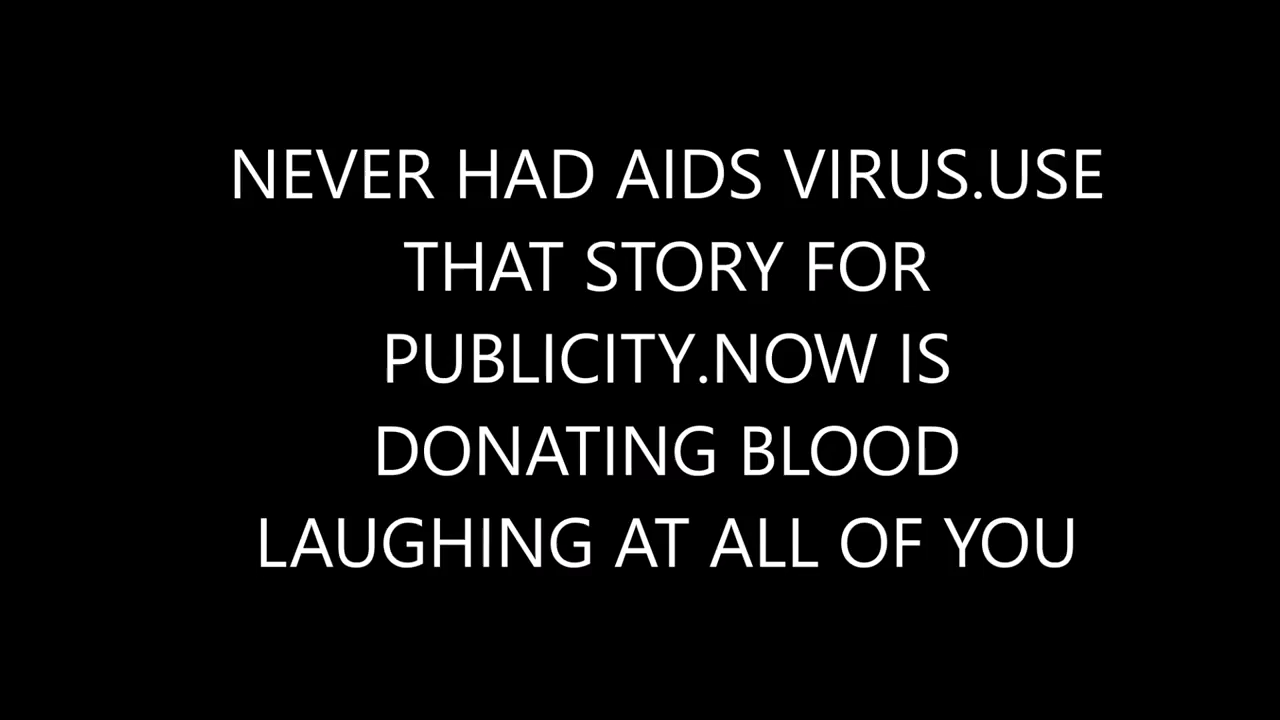 NEVER HAD AIDS VIRUS.USE
THAT STORY FOR
PUBLICITY.NOW IS
DONATING BLOOD
LAUGHING AT ALL OF YOU